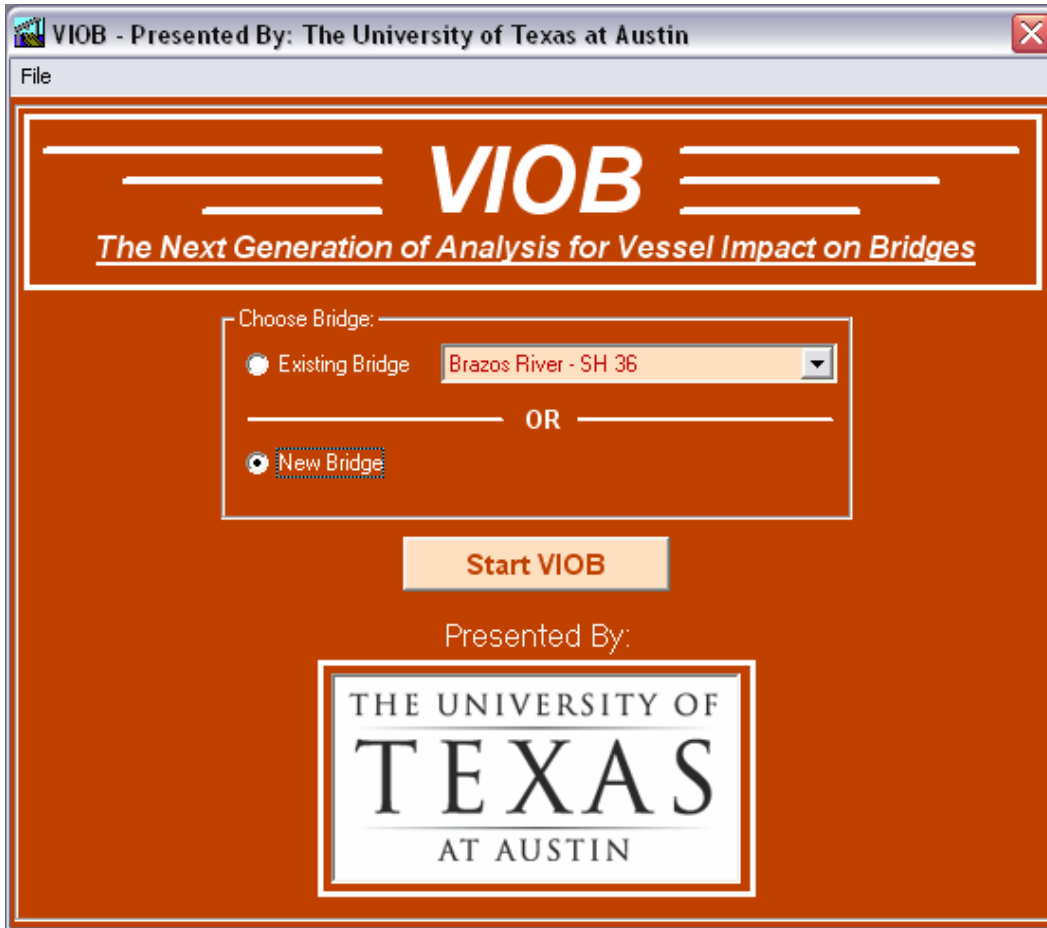 VIOB - Presented By: The University of Texas at Austin
File
VIOB
The Next Generation of Analysis for Vessel Impact on Bridges
Choose Bridge:
Existing Bridge Brazos River - SH 36
OR
New Bridge
Start VIOB
Presented By:
THE UNIVERSITY OF
TEXAS
AT AUSTIN